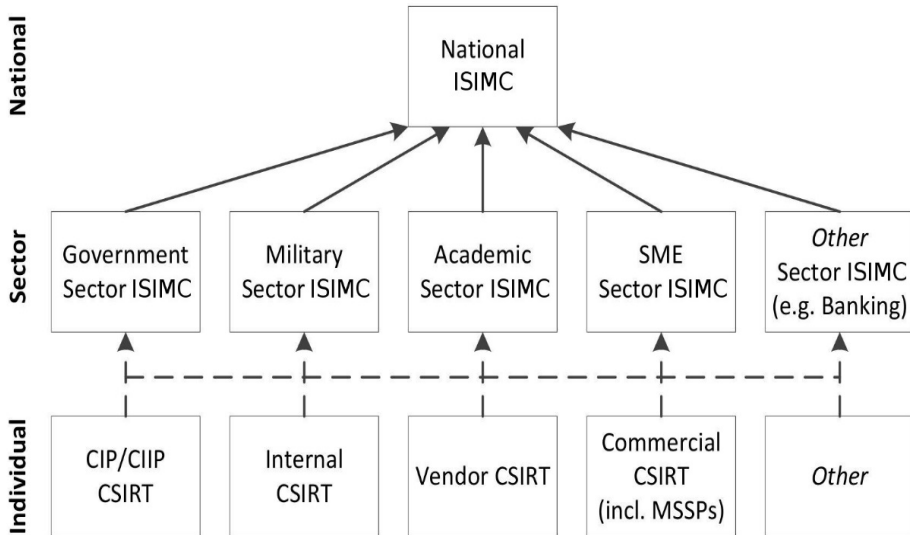 National
National
ISIMC
Sector
Government
Sector ISIMC
Military
Sector ISIMC
Academic
Sector ISIMC
SME
Sector ISIMC
Other
Sector ISIMC
(e.g. Banking)
Individual
CIP/CIIP
CSIRT
Internal
CSIRT
Vendor CSIRT
Commercial
CSIRT
(incl. MSSPs)
Other